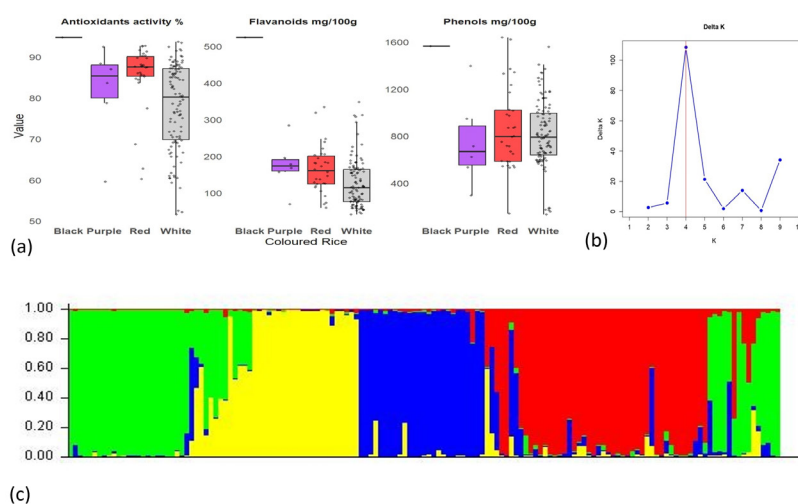 Antioxidants activity %
Flavanoids mg/100g
Phenols mg/100g
Value
90
80
70
60
50
500
400
300
200
100
1600
1200
800
400
Black Purple Red White
Black Purple Red White
Black Purple Red White
Coloured Rice
(a)
Delta K
Delta K
100
80
60
40
20
0
1 2 3 4 5 6 7 8 9 1
K
(b)
1.00
0.80
0.60
0.40
0.20
0.00
(c)